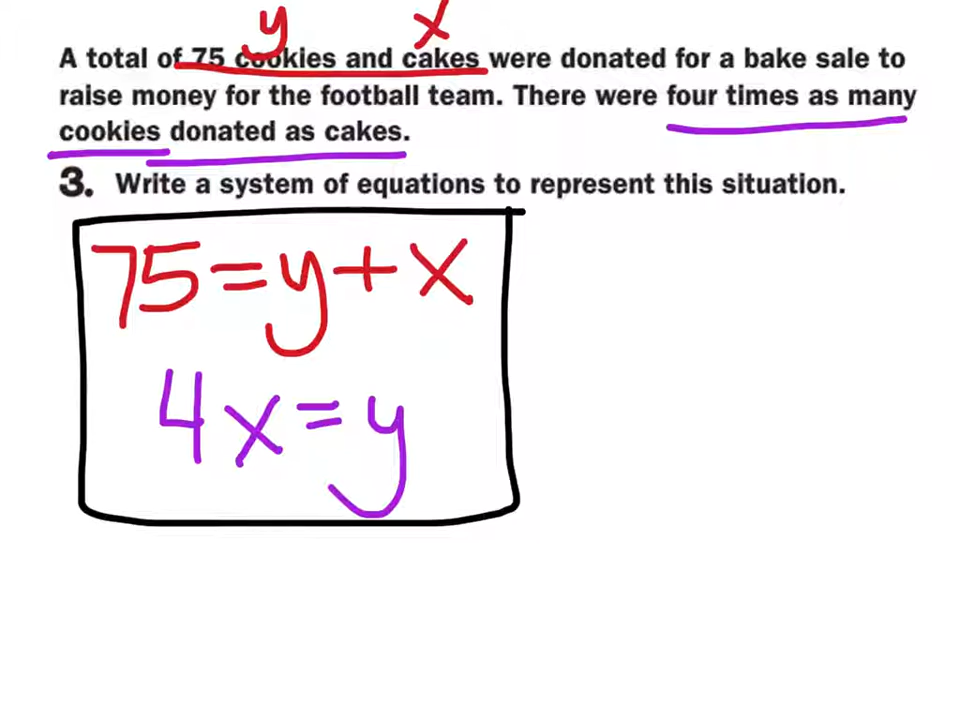 y x
A total of 75 cookies and cakes were donated for a bake sale to
raise money for the football team. There were four times as many
cookies donated as cakes.
3. Write a system of equations to represent this situation.
75=y+x
4x=y